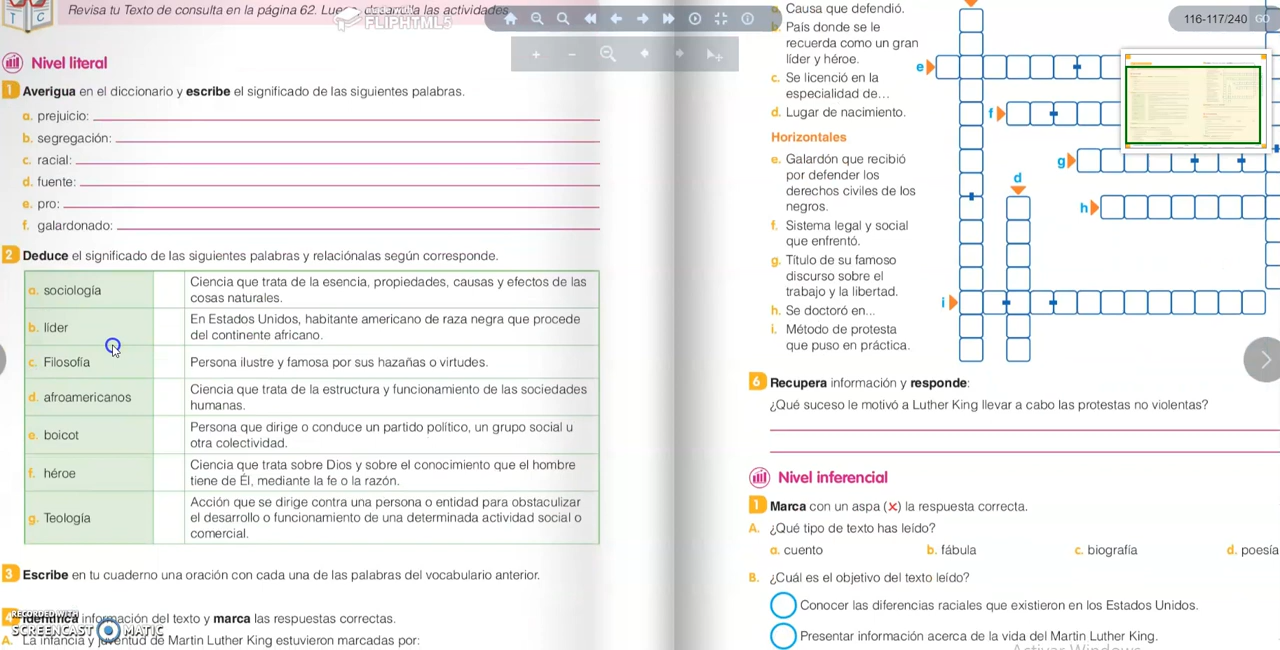 Revisa tu Texto de consulta en la página 62.
las actividades
T C
FLIPHTML5
116-117/240 GO
Nivel literal
1 Averigua en el diccionario y escribe el significado de las siguientes palabras.
a. prejuicio:
b. segregación:
c. racial:
d. fuente:
e. pro:
f. galardonado:
2 Deduce el significado de las siguientes palabras y relaciónalas según corresponde.
a. sociología
Ciencia que trata de la esencia, propiedades, causas y efectos de las
cosas naturales.
b. líder
En Estados Unidos, habitante americano de raza negra que procede
del continente africano.
c. Filosofía
Persona ilustre y famosa por sus hazañas o virtudes.
d. afroamericanos
Ciencia que trata de la estructura y funcionamiento de las sociedades
humanas.
e. boicot
Persona que dirige o conduce un partido político, un grupo social u
otra colectividad.
f. héroe
Ciencia que trata sobre Dios y sobre el conocimiento que el hombre
tiene de Él, mediante la fe o la razón.
g. Teología
Acción que se dirige contra una persona o entidad para obstaculizar
el desarrollo o funcionamiento de una determinada actividad social o
comercial.
3 Escribe en tu cuaderno una oración con cada una de las palabras del vocabulario anterior.
4 Identifica información del texto y marca las respuestas correctas.
A. La infancia y juventud de Martin Luther King estuvieron marcadas por:
RECORDED WITH
SCREENCAST MATIC
a. Causa que defendió.
b. País donde se le
recuerda como un gran
líder y héroe.
c. Se licenció en la
especialidad de…
d. Lugar de nacimiento.
Horizontales
e. Galardón que recibió
por defender los
derechos civiles de los
negros.
f. Sistema legal y social
que enfrentó.
g. Título de su famoso
discurso sobre el
trabajo y la libertad.
h. Se doctoró en...
i. Método de protesta
que puso en práctica.
e
f
g
d
h
i
6 Recupera información y responde:
¿Qué suceso le motivó a Luther King llevar a cabo las protestas no violentas?
Nivel inferencial
1 Marca con un aspa (x) la respuesta correcta.
A. ¿Qué tipo de texto has leído?
a. cuento b. fábula c. biografía d. poesía
B. ¿Cuál es el objetivo del texto leído?
Conocer las diferencias raciales que existieron en los Estados Unidos.
Presentar información acerca de la vida del Martin Luther King.